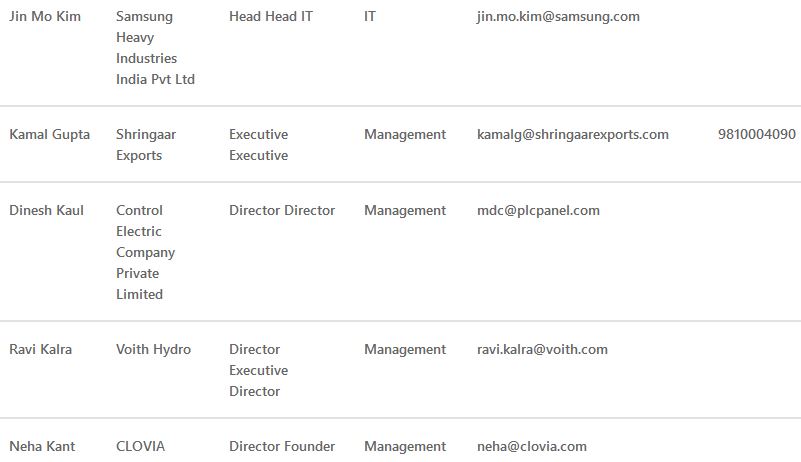 Jin Mo Kim Samsung Head Head IT IT jin.mo.kim@samsung.com
Heavy
Industries
India Pvt Ltd
Kamal Gupta Shringaar Executive Management kamalg@shringaarexports.com 9810004090
Exports Executive
Dinesh Kaul Control Director Director Management mdc@plcpanel.com
Electric
Company
Private
Limited
Ravi Kalra Voith Hydro Director Management ravi.kalra@voith.com
Executive
Director
Neha Kant CLOVIA Director Founder Management neha@clovia.com